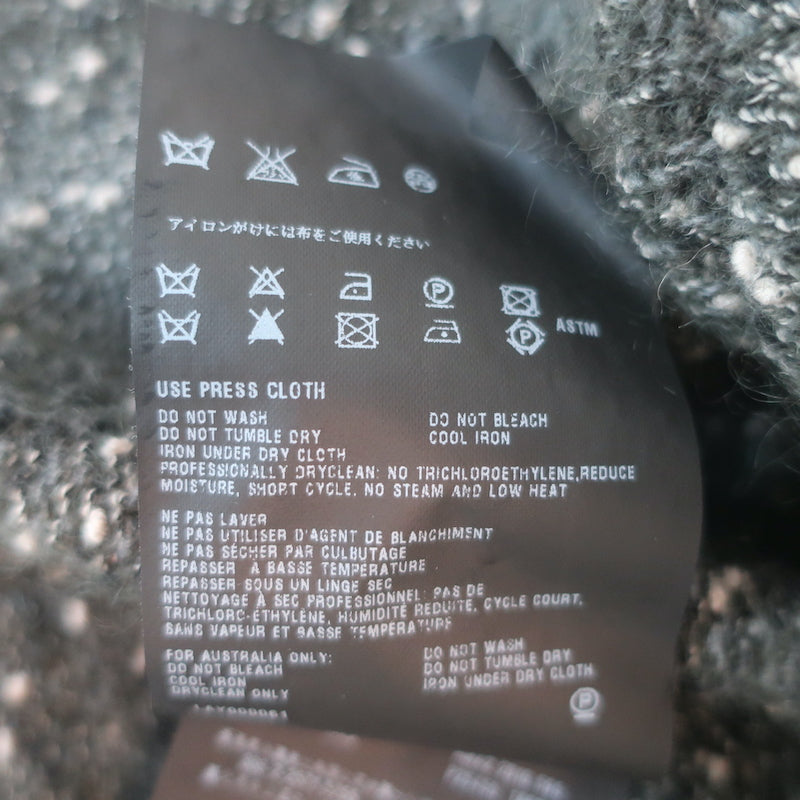 アイロンがけには布をご使用ください
P
ASTM
P
USE PRESS CLOTH
DO NOT WASH DO NOT BLEACH
DO NOT TUMBLE DRY COOL IRON
IRON UNDER DRY CLOTH
PROFESSIONALLY DRYCLEAN: NO TRICHLOROETHYLENE,REDUCE
MOISTURE, SHORT CYCLE. NO STEAM AND LOW HEAT
NE PAS LAVER
NE PAS UTILISER D'AGENT DE BLANCHIMENT
NE PAS SÉCHER PAR CULBUTAGE
REPASSER À BASSE TEMPÉRATURE
REPASSER SOUS UN LINGE SEC
NETTOYAGE À SEC PROFESSIONNEL: PAS DE
TRICHLORO-ÉTHYLÈNE, HUMIDITÉ RÉDUITE, CYCLE COURT.
SANS VAPEUR ET BASSE TEMPÉRATURE
FOR AUSTRALIA ONLY: DO NOT WASH
DO NOT BLEACH DO NOT TUMBLE DRY
COOL IRON IRON UNDER DRY CLOTH
DRYCLEAN ONLY
P